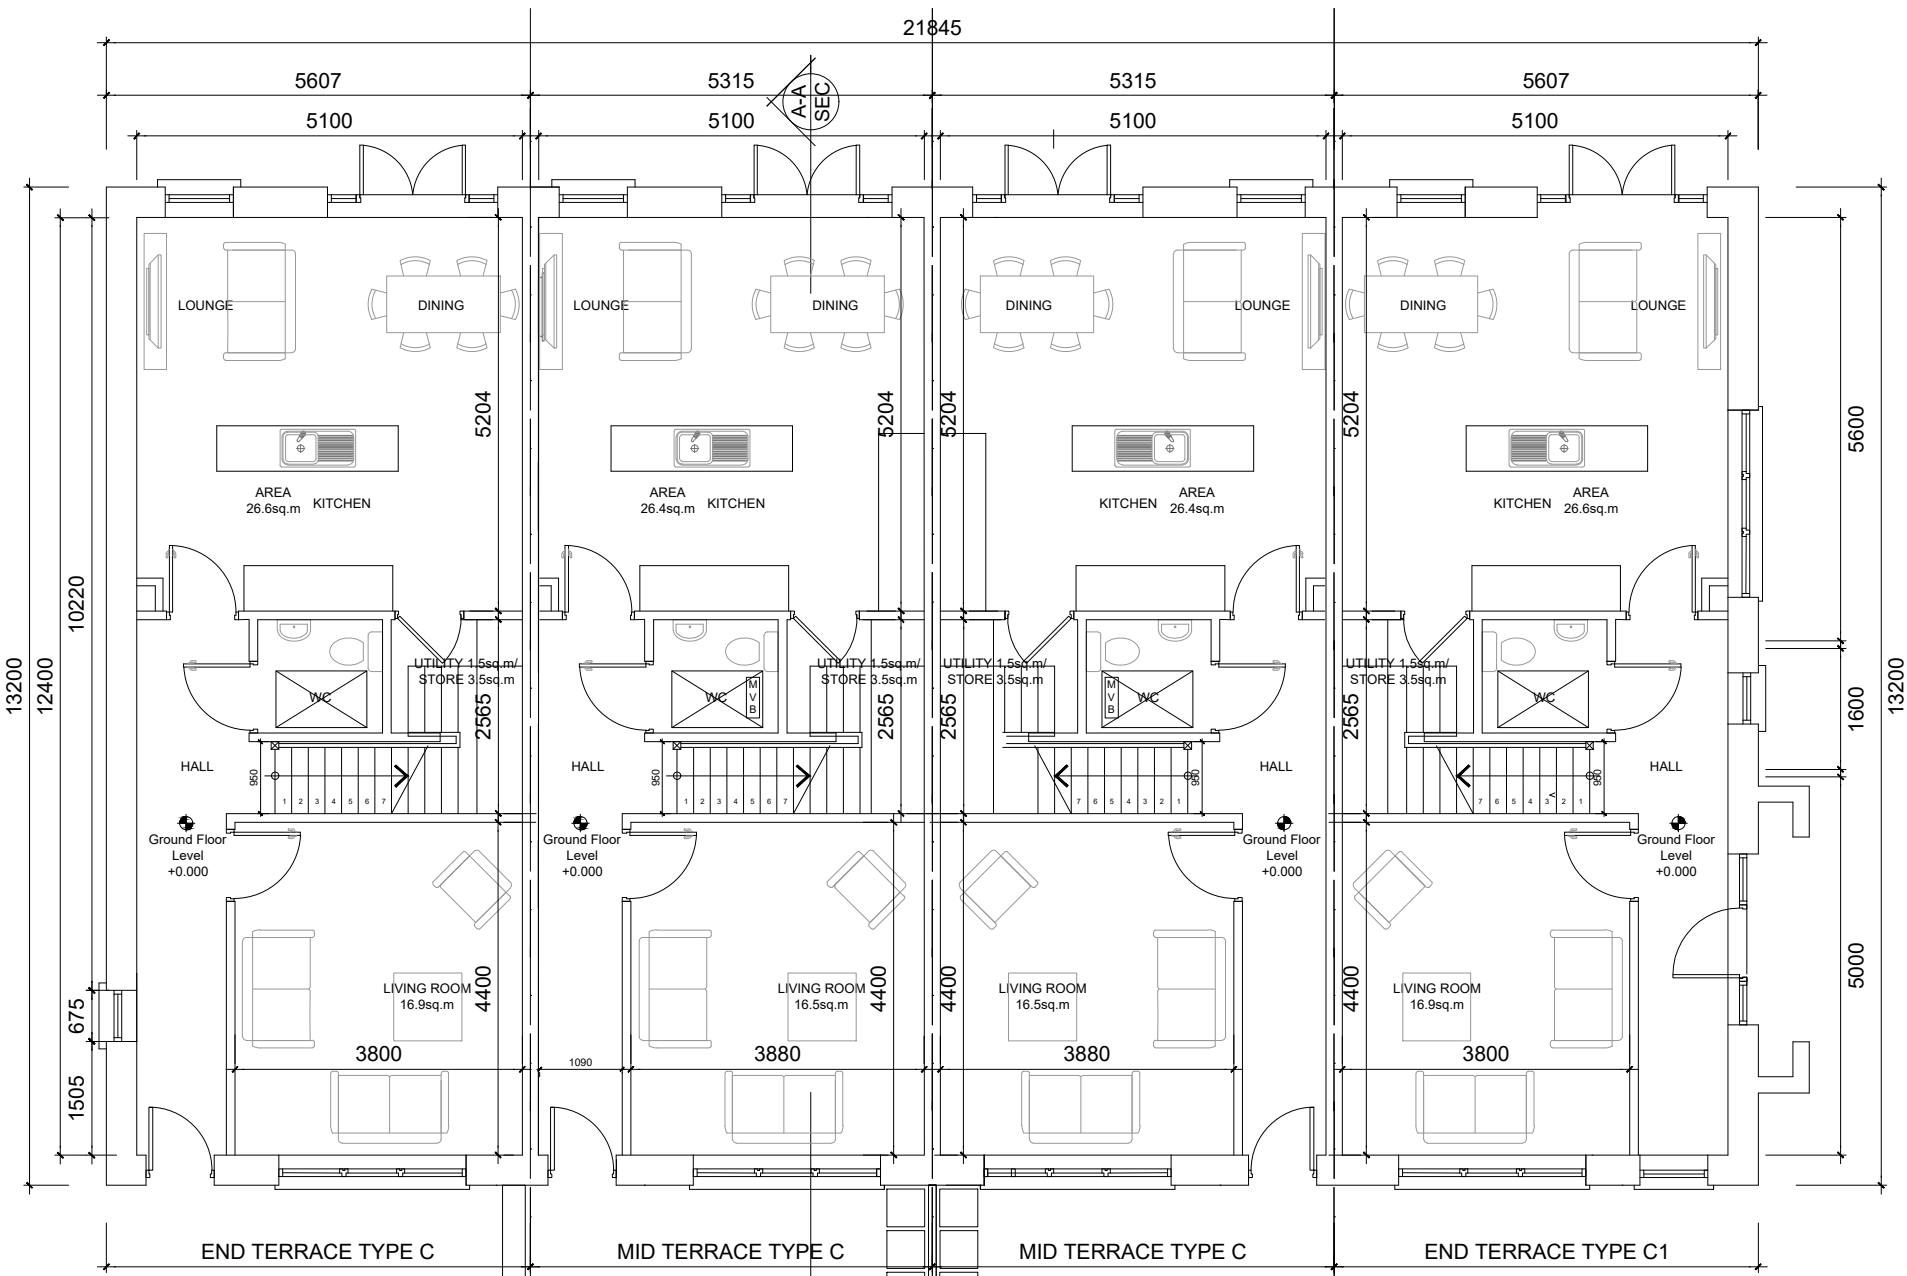 21845
5607
5315
5315
5607
A-A
SEC
5100
5100
5100
5100
LOUNGE
DINING
LOUNGE
DINING
DINING
LOUNGE
DINING
LOUNGE
5204
5204
5204
5204
5600
AREA
26.6sq.m
KITCHEN
AREA
26.4sq.m
KITCHEN
KITCHEN
AREA
26.4sq.m
KITCHEN
AREA
26.6sq.m
13200
12400
10220
675
1505
UTILITY 1.5sq.m/
STORE 3.5sq.m
UTILITY 1.5sq.m/
STORE 3.5sq.m
UTILITY 1.5sq.m/
STORE 3.5sq.m
UTILITY 1.5sq.m/
STORE 3.5sq.m
WC
WC
M
V
B
M
V
B
WC
WC
2565
2565
2565
2565
1600
13200
HALL
950
HALL
950
950
HALL
950
HALL
1 2 3 4 5 6 7
1 2 3 4 5 6 7
7 6 5 4 3 2 1
7 6 5 4 3 2 1
V
Ground Floor
Level
+0.000
Ground Floor
Level
+0.000
Ground Floor
Level
+0.000
Ground Floor
Level
+0.000
LIVING ROOM
16.9sq.m
LIVING ROOM
16.5sq.m
LIVING ROOM
16.5sq.m
LIVING ROOM
16.9sq.m
4400
4400
4400
4400
5000
3800
1090
3880
3880
3800
END TERRACE TYPE C
MID TERRACE TYPE C
MID TERRACE TYPE C
END TERRACE TYPE C1